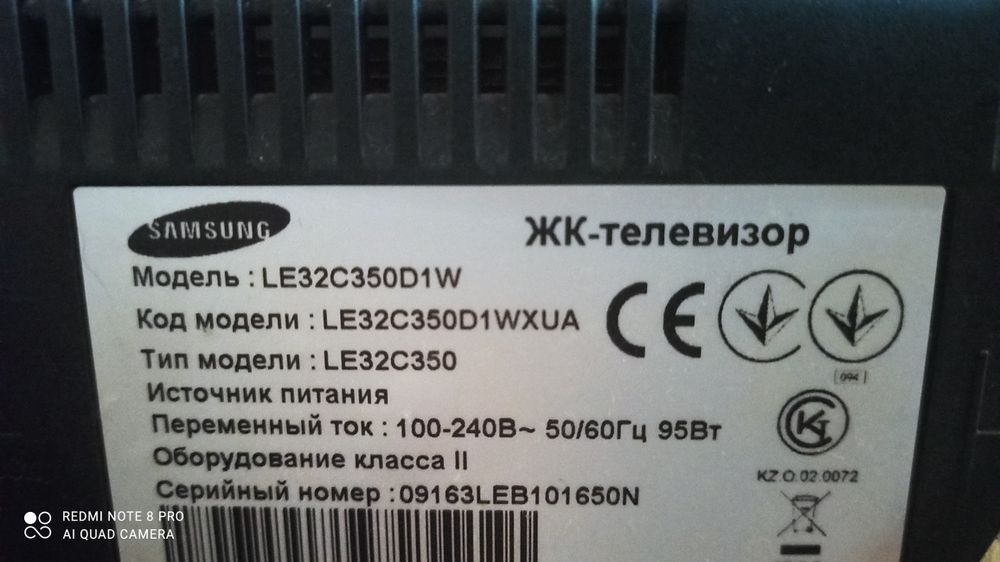 SAMSUNG
ЖК-телевизор
Модель : LE32C350D1W
Код модели : LE32C350D1WXUA
Тип модели : LE32C350
Источник питания
Переменный ток : 100-240В~ 50/60Гц 95Вт
Оборудование класса II
Серийный номер : 09163LEB101650N
CE
[094]
KZ.O.02.0072
REDMI NOTE 8 PRO
AI QUAD CAMERA